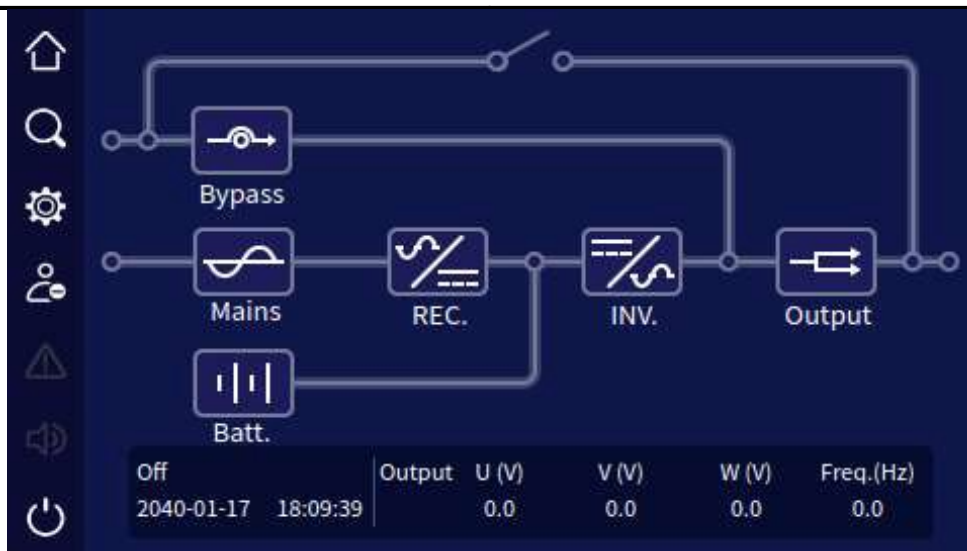 Bypass
Mains
REC.
INV.
Output
Batt.
Off
Output U (V) V (V) W (V) Freq.(Hz)
2040-01-17 18:09:39 0.0 0.0 0.0 0.0